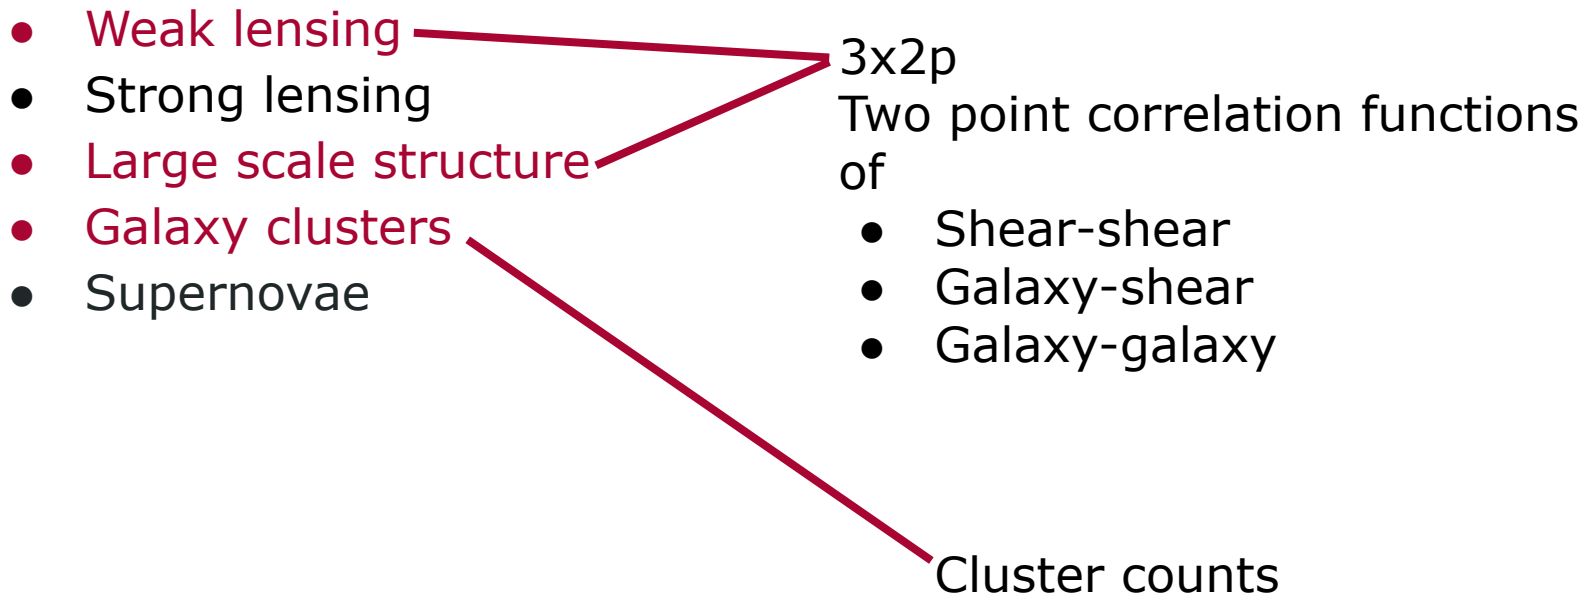 ● Weak lensing
● Strong lensing
● Large scale structure
● Galaxy clusters
● Supernovae
3x2p
Two point correlation functions
of
● Shear-shear
● Galaxy-shear
● Galaxy-galaxy
Cluster counts